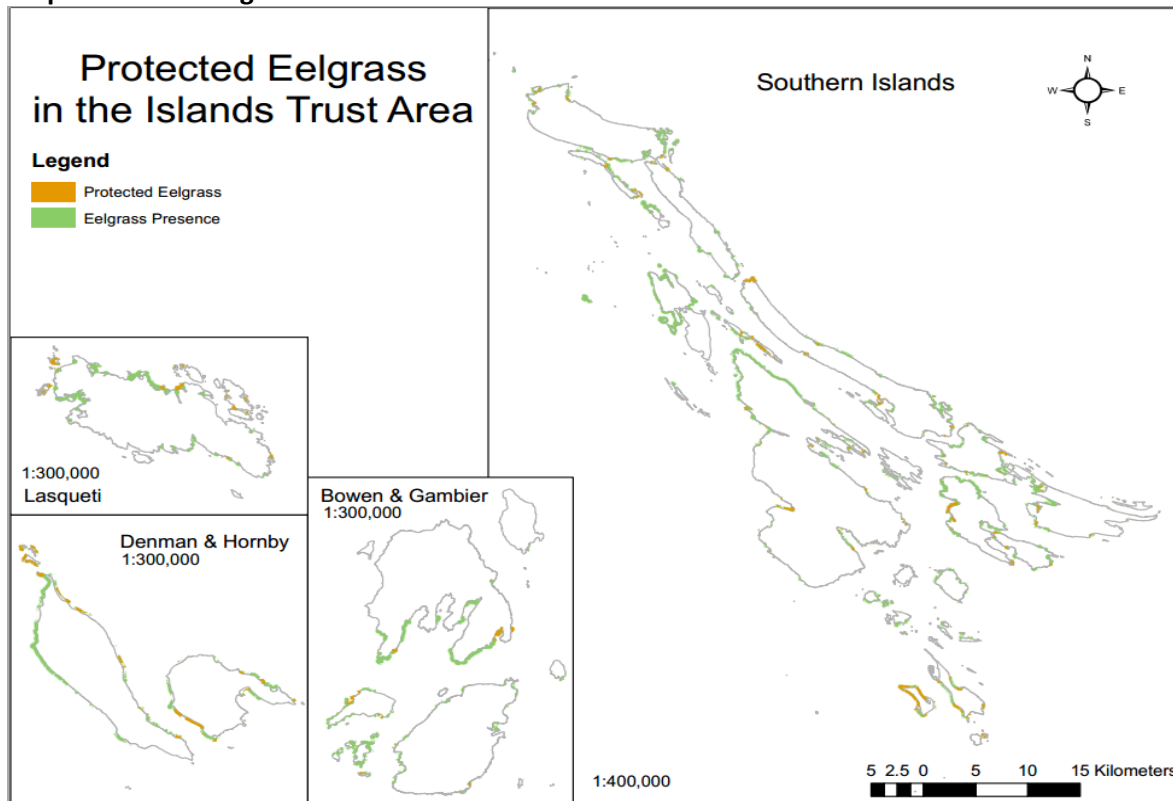 Protected Eelgrass
in the Islands Trust Area
Legend
Protected Eelgrass
Eelgrass Presence
Southern Islands
N
W E
S
1:300,000
Lasqueti
Denman & Hornby
1:300,000
Bowen & Gambier
1:300,000
1:400,000
5 2.5 0 5 10 15 Kilometers